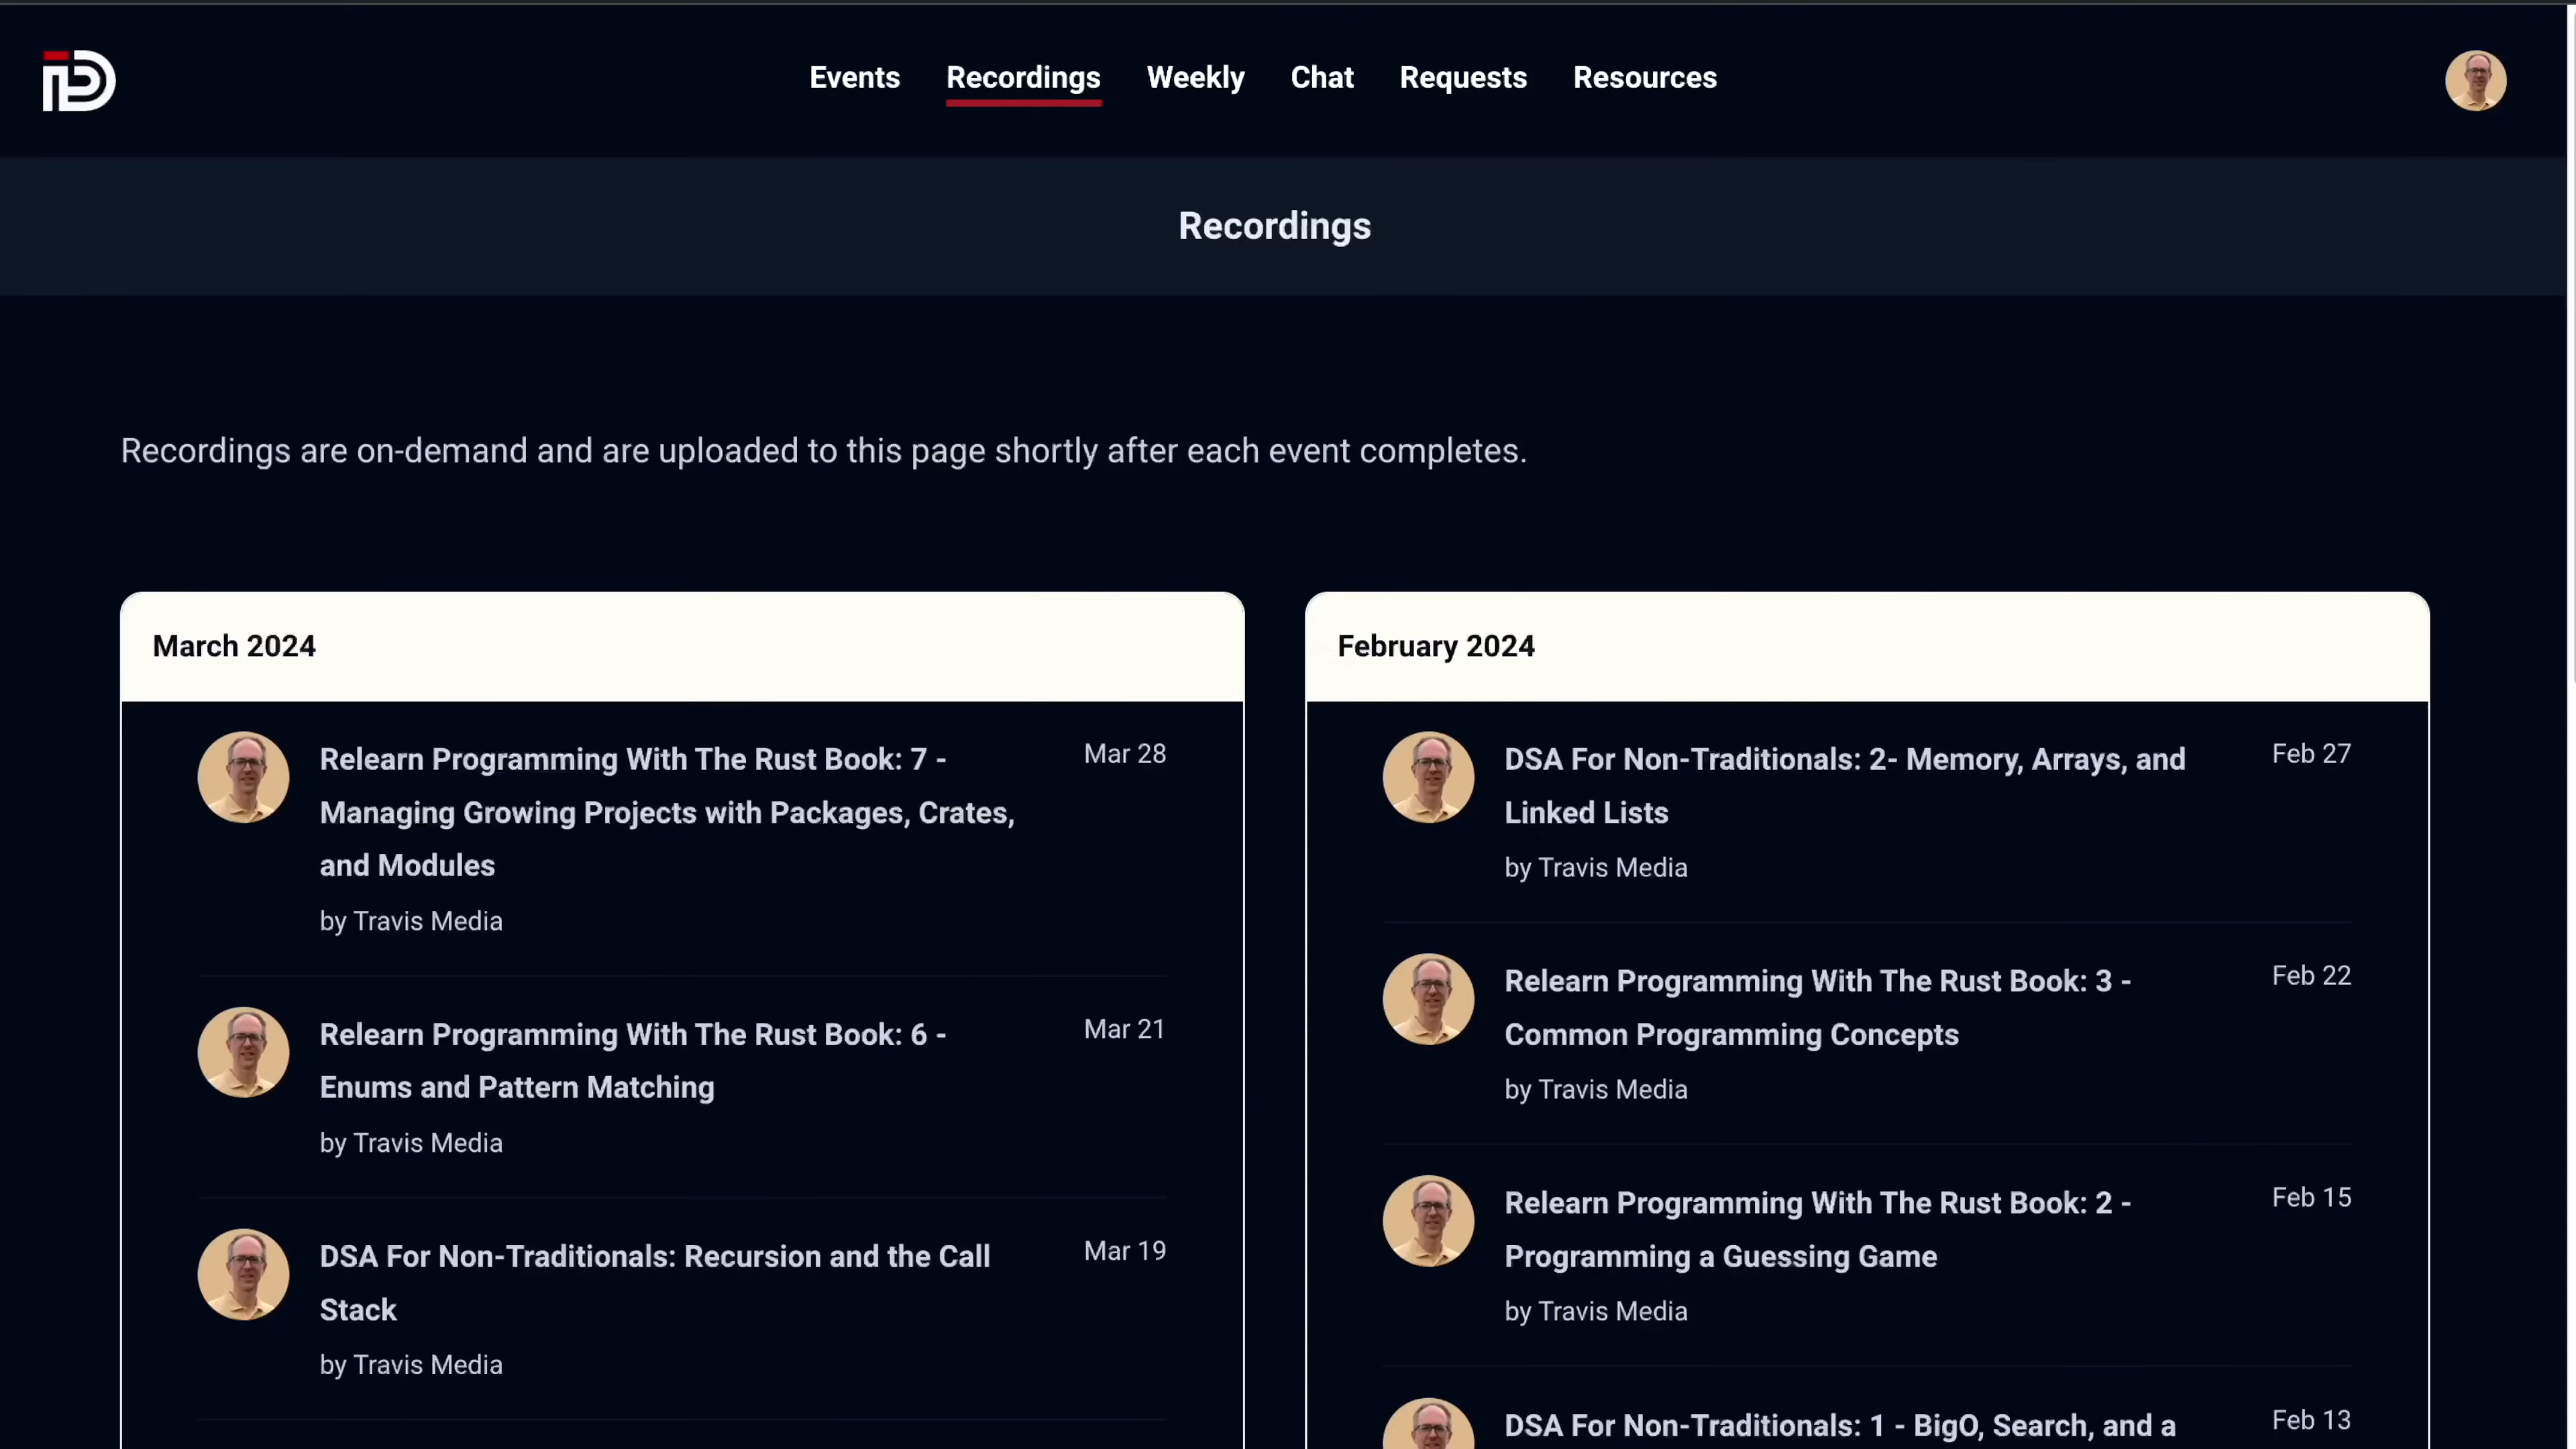 Events Recordings Weekly Chat Requests Resources
Recordings
Recordings are on-demand and are uploaded to this page shortly after each event completes.
March 2024
Relearn Programming With The Rust Book: 7 -
Mar 28
Managing Growing Projects with Packages, Crates,
and Modules
by Travis Media
Relearn Programming With The Rust Book: 6 -
Mar 21
Enums and Pattern Matching
by Travis Media
DSA For Non-Traditionals: Recursion and the Call
Mar 19
Stack
by Travis Media
February 2024
DSA For Non-Traditionals: 2- Memory, Arrays, and
Feb 27
Linked Lists
by Travis Media
Relearn Programming With The Rust Book: 3 -
Feb 22
Common Programming Concepts
by Travis Media
Relearn Programming With The Rust Book: 2 -
Feb 15
Programming a Guessing Game
by Travis Media
DSA For Non-Traditionals: 1 - BigO, Search, and a
Feb 13